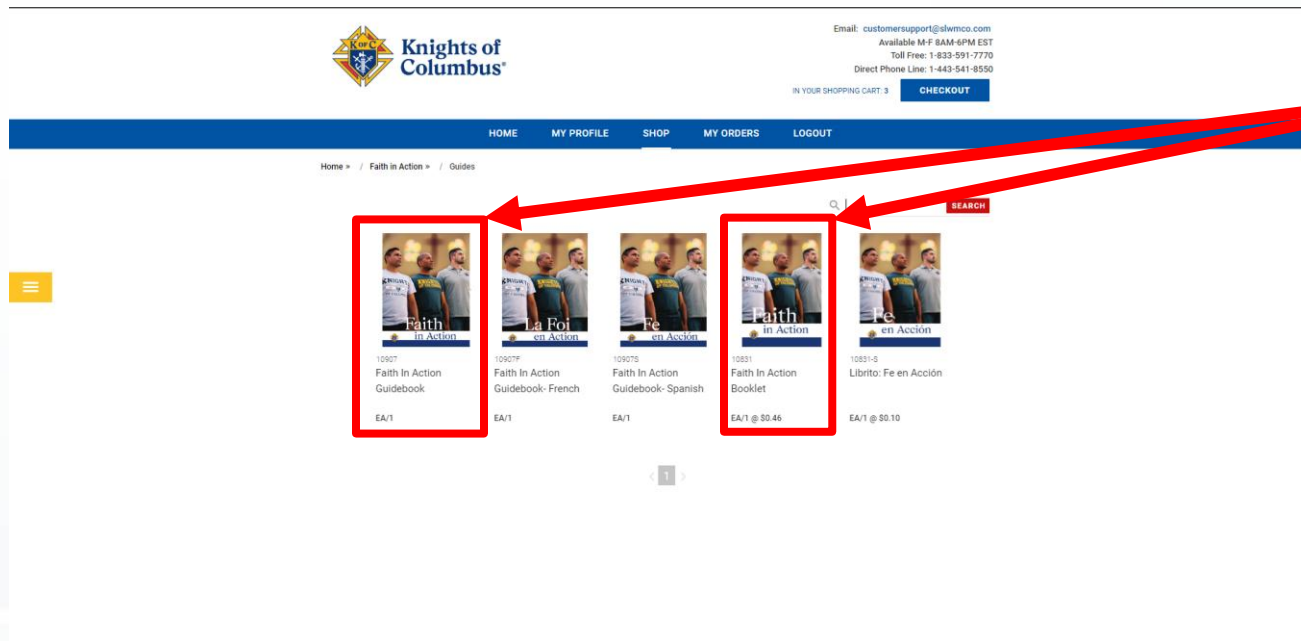 K of C
Knights of
Columbus®
Email: customersupport@slwmco.com
Available M-F 8AM-6PM EST
Toll Free: 1-833-591-7770
Direct Phone Line: 1-443-541-8550
IN YOUR SHOPPING CART: 3 CHECKOUT
HOME MY PROFILE SHOP MY ORDERS LOGOUT
Home » / Faith in Action » / Guides
SEARCH
Faith
in Action
10907
Faith In Action
Guidebook
EA/1
La Foi
en Action
10907F
Faith In Action
Guidebook- French
EA/1
Fe
en Acción
10907S
Faith In Action
Guidebook- Spanish
EA/1
Faith
in Action
10831
Faith In Action
Booklet
EA/1 @ $0.46
Fe
en Acción
10831-S
Librito: Fe en Acción
EA/1 @ $0.10
< 1 >